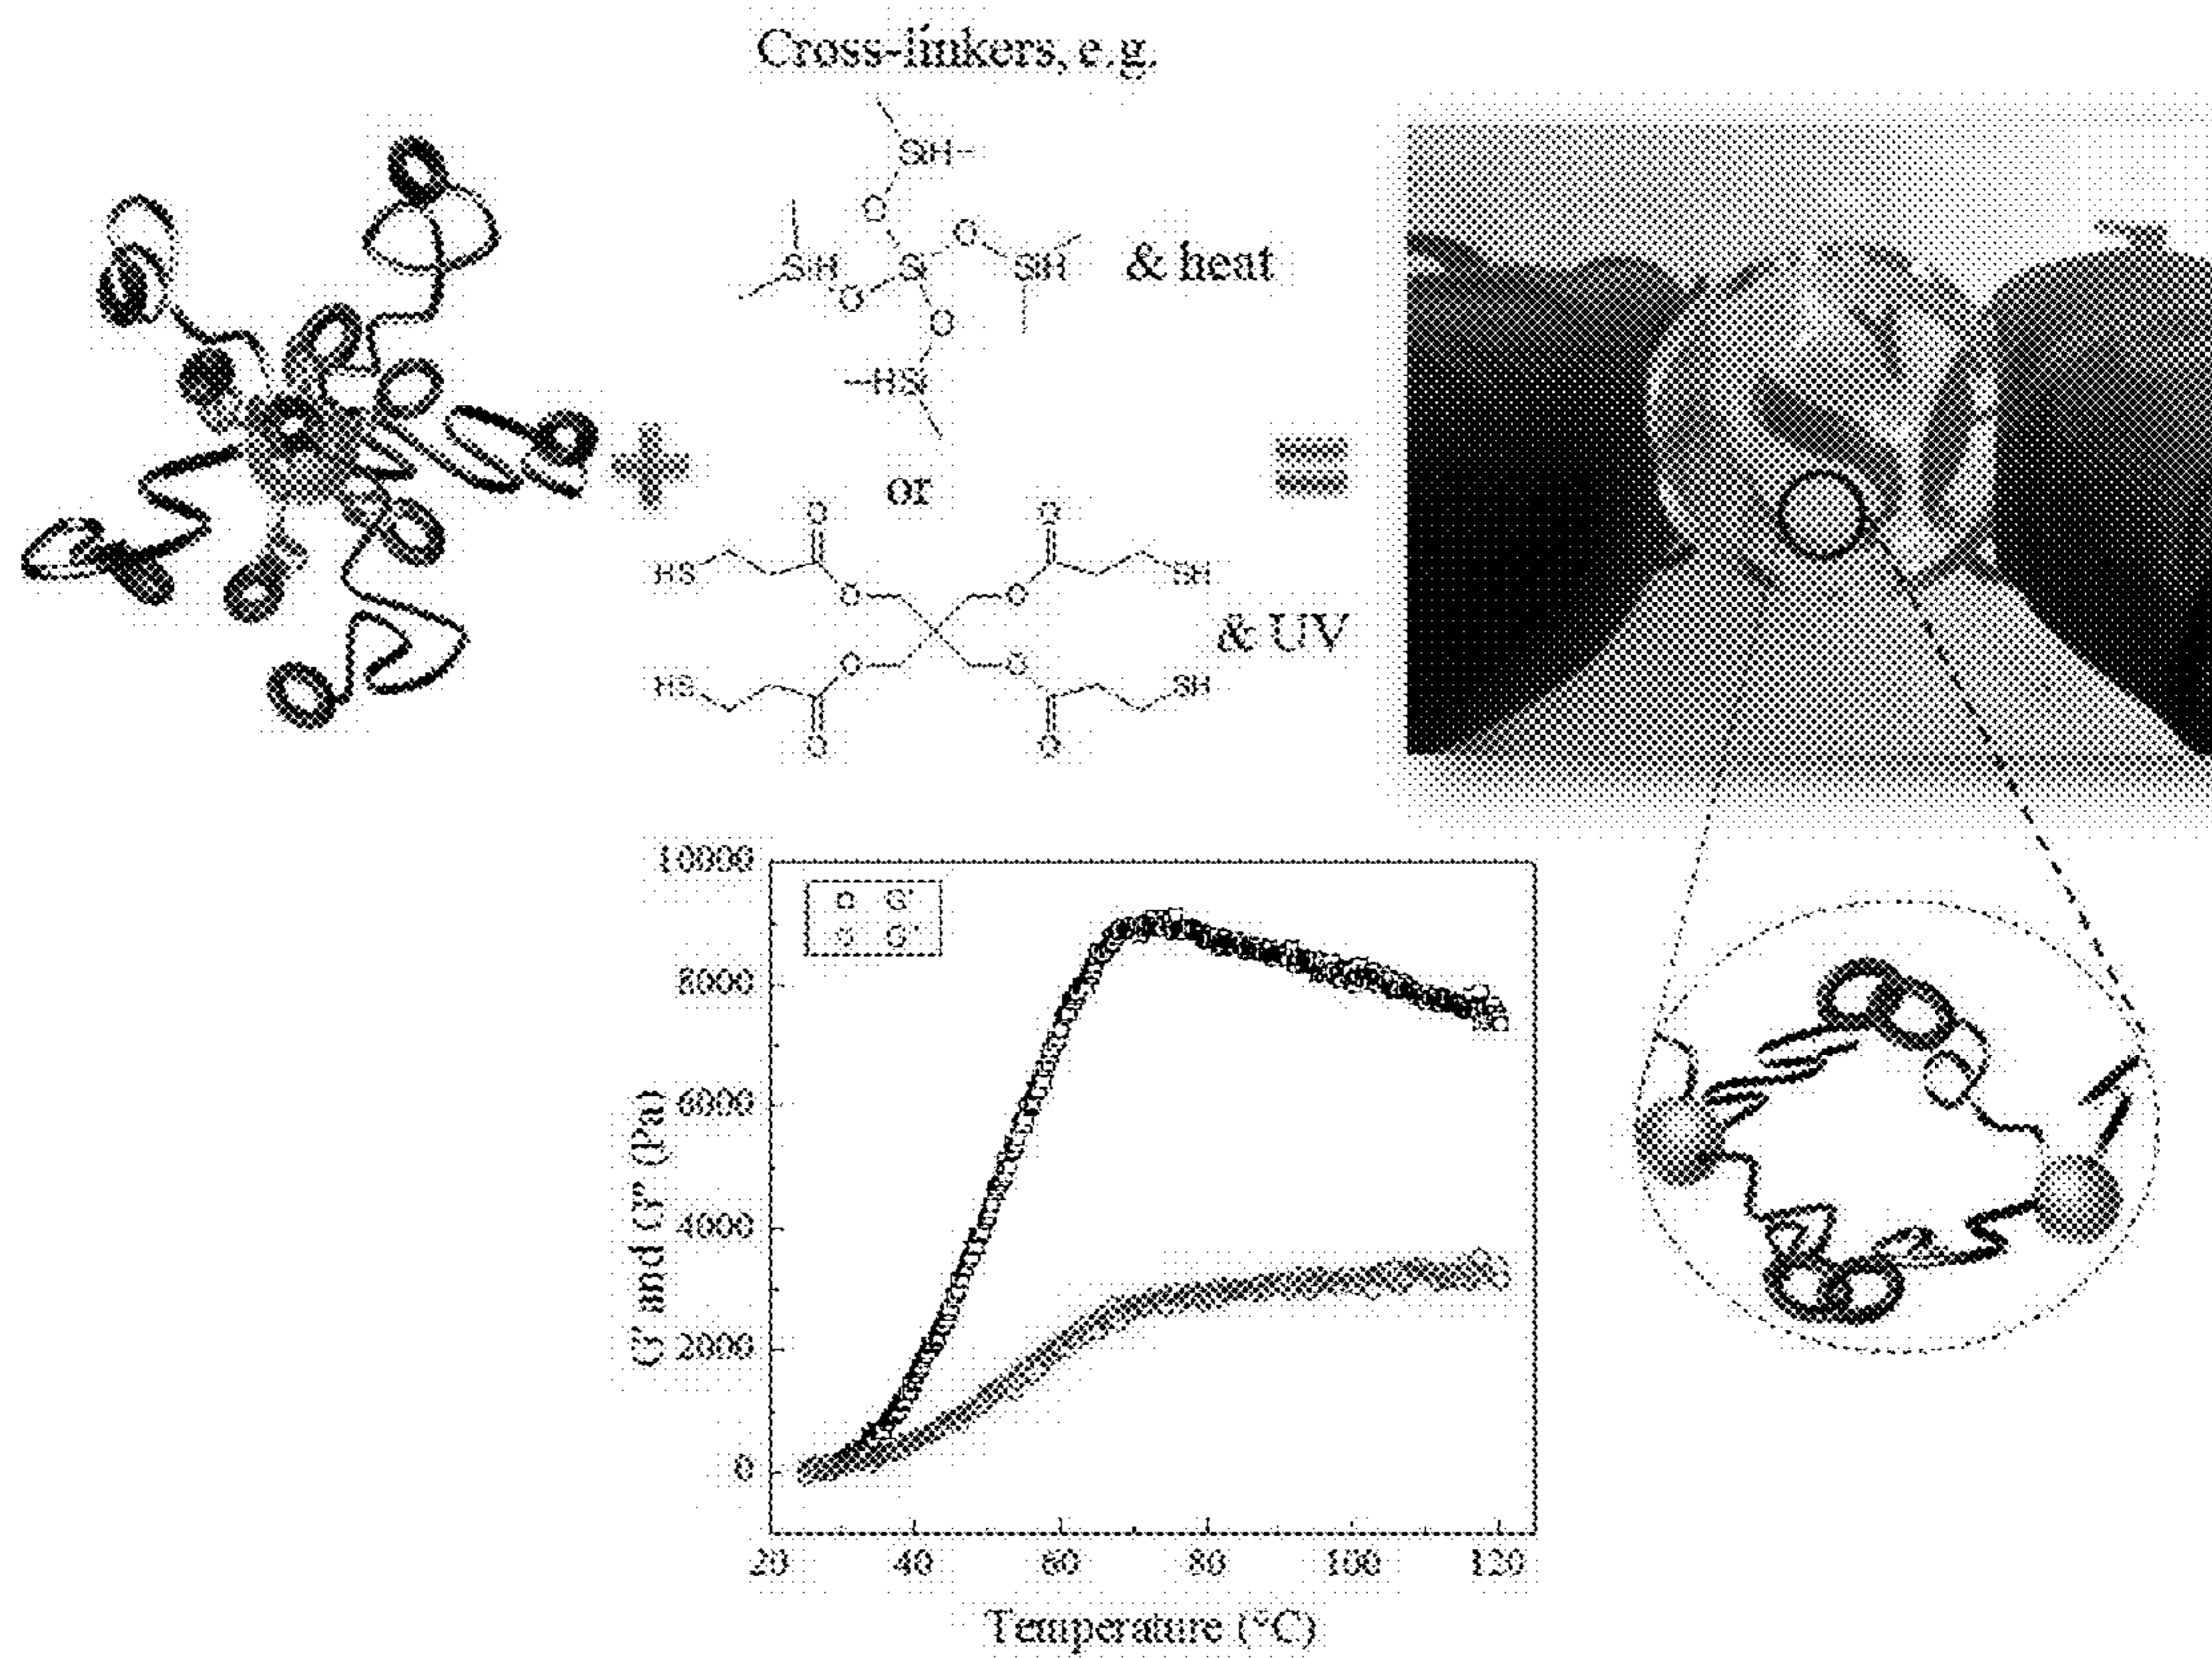 Cross-linkers, e.g.
SiH
O
O
SiH
Si
SiH
& heat
O
O
HSi
or
O
O
HS
SH
O
O
& UV
O
O
HS
SH
O
O
10000
G'
G"
8000
6000
4000
2000
0
G' and G" (Pa)
20 40 60 80 100 120
Temperature (°C)